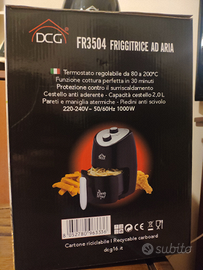 DCG
FR3504 FRIGGITRICE AD ARIA
Termostato regolabile da 80 a 200°C
Funzione cottura perfetta in 30 minuti
Protezione contro il surriscaldamento
Cestello anti aderente - Capacità cestello 2,0 L
Pareti e maniglia atermiche - Piedini anti scivolo
220-240V~ 50/60Hz 1000W
Cartone riciclabile | Recyclable carboard
dcg16.it
subito